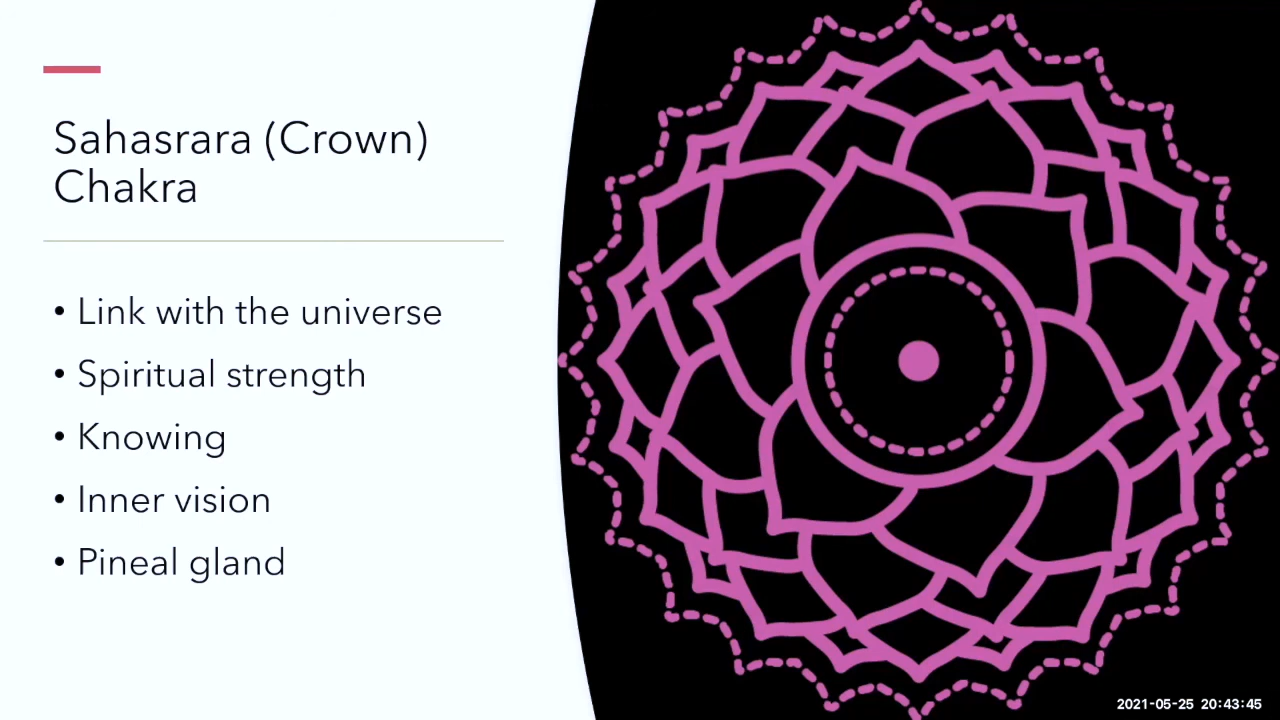 Sahasrara (Crown)
Chakra
• Link with the universe
• Spiritual strength
• Knowing
• Inner vision
• Pineal gland
2021-05-25 20:43:45